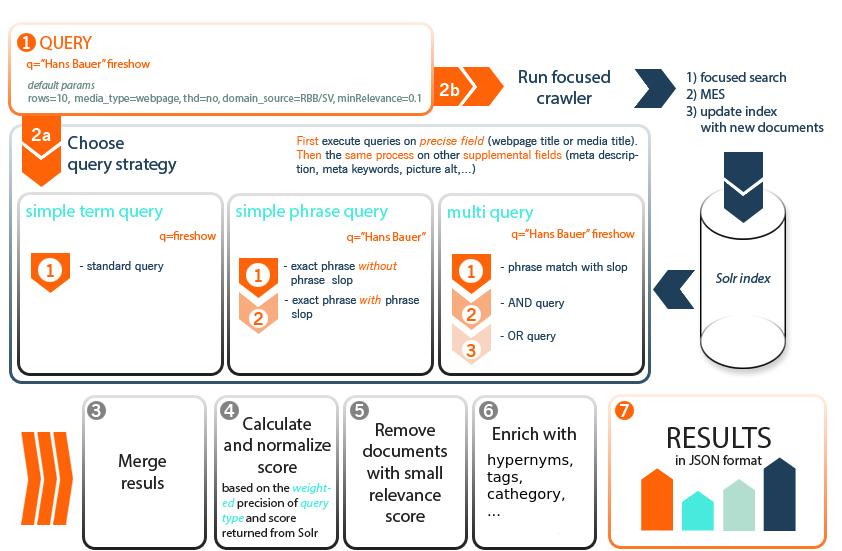 1 QUERY
q="Hans Bauer" fireshow
default params
rows=10, media_type=webpage, thd=no, domain_source=RBB/SV, minRelevance=0.1
2b
Run focused
crawler
1) focused search
2) MES
3) update index
with new documents
2a
Choose
query strategy
First execute queries on precise field (webpage title or media title).
Then the same process on other supplemental fields (meta descrip-
tion, meta keywords, picture alt,...)
simple term query
q=fireshow
1
- standard query
simple phrase query
q="Hans Bauer"
1
- exact phrase without
phrase slop
2
- exact phrase with phrase
slop
multi query
q="Hans Bauer" fireshow
1
- phrase match with slop
2
- AND query
3
- OR query
Solr index
3
Merge
resuls
4
Calculate
and normalize
score
based on the weight-
ed precision of query
type and score
returned from Solr
5
Remove
documents
with small
relevance
score
6
Enrich with
hypernyms,
tags,
cathegory,
...
7
RESULTS
in JSON format